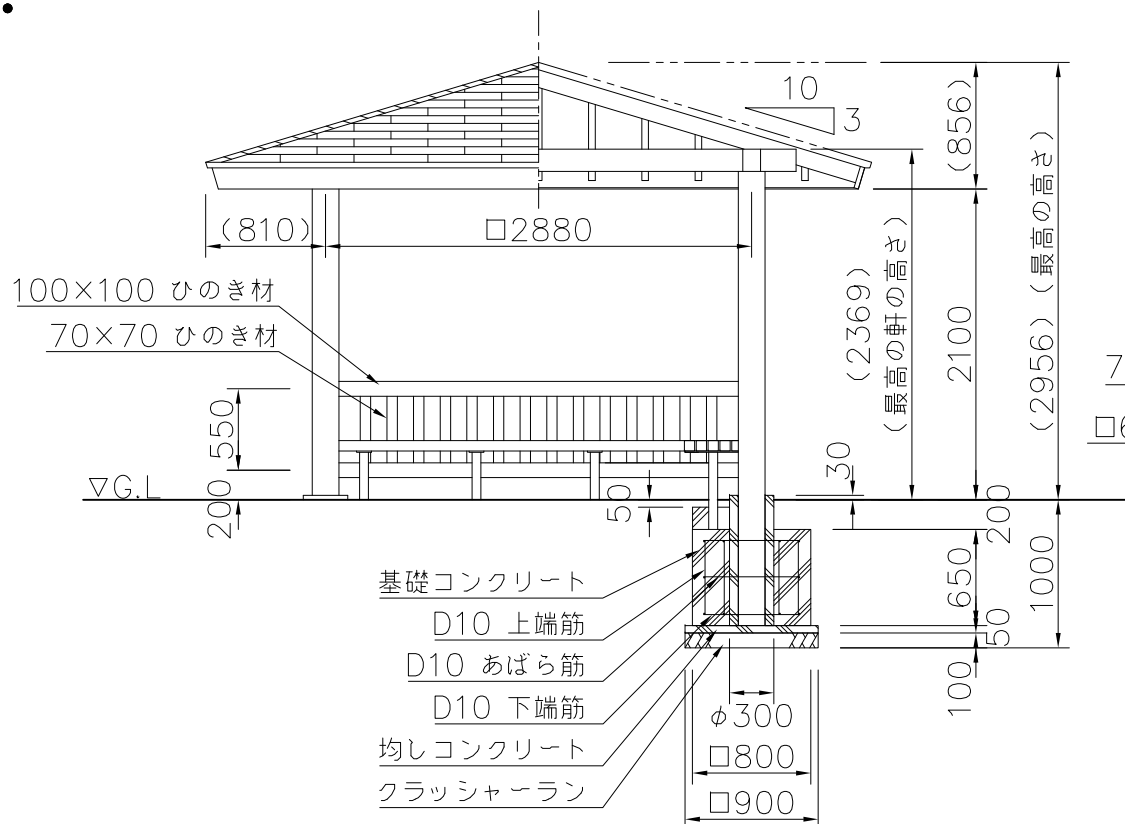 10
3
(856)
(810)
□2880
100×100 ひのき材
70×70 ひのき材
(2369)
(最高の軒の高さ)
2100
(2956) (最高の高さ)
550
▽G.L
200
50
30
200
650
1000
50
100
基礎コンクリート
D10 上端筋
D10 あばら筋
D10 下端筋
均しコンクリート
クラッシャーラン
φ300
□800
□900
7
□6